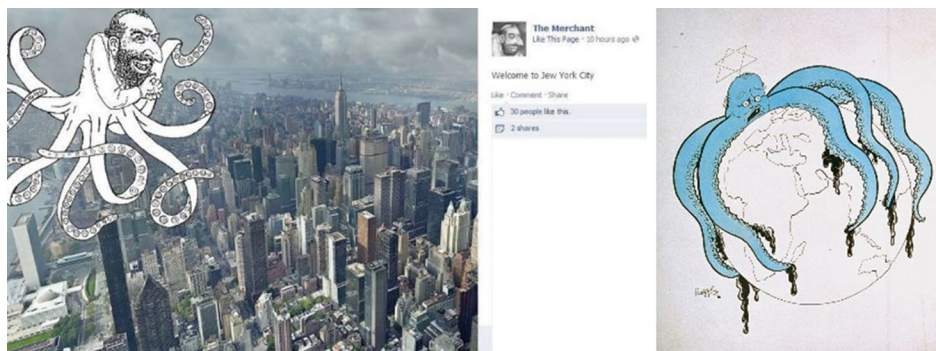 The Merchant
Like This Page · 10 hours ago
Welcome to Jew York City
Like · Comment · Share
30 people like this.
2 shares